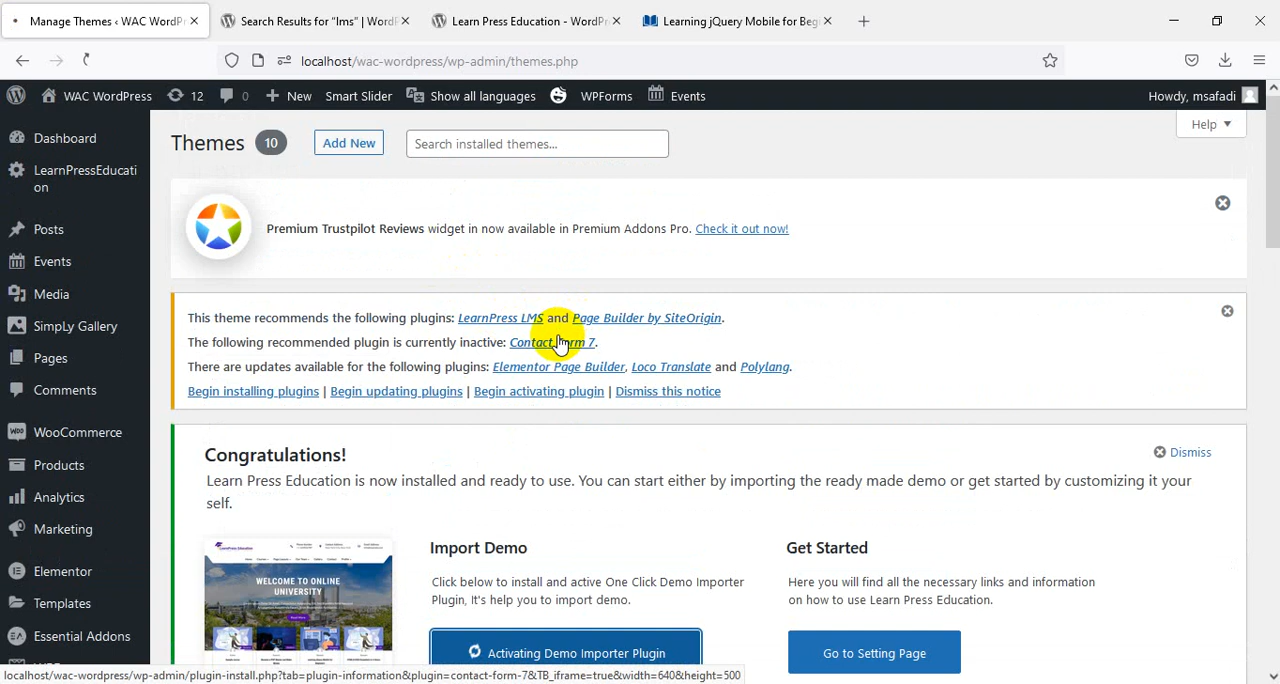 Manage Themes ‹ WAC WordPr
Search Results for “lms” | WordP
Learn Press Education - WordPr
Learning jQuery Mobile for Beg
localhost/wac-wordpress/wp-admin/themes.php
WAC WordPress
12
0
New
Smart Slider
Show all languages
WPForms
Events
Howdy, msafadi
Dashboard
LearnPressEducati
on
Posts
Events
Media
SimpLy Gallery
Pages
Comments
WooCommerce
Products
Analytics
Marketing
Elementor
Templates
Essential Addons
Themes 10
Add New
Search installed themes...
Help
Premium Trustpilot Reviews widget in now available in Premium Addons Pro. Check it out now!
This theme recommends the following plugins: LearnPress LMS and Page Builder by SiteOrigin.
The following recommended plugin is currently inactive: Contact Form 7.
There are updates available for the following plugins: Elementor Page Builder, Loco Translate and Polylang.
Begin installing plugins | Begin updating plugins | Begin activating plugin | Dismiss this notice
Congratulations!
Dismiss
Learn Press Education is now installed and ready to use. You can start either by importing the ready made demo or get started by customizing it your
self.
WELCOME TO ONLINE
UNIVERSITY
Import Demo
Click below to install and active One Click Demo Importer
Plugin, It's help you to import demo.
Activating Demo Importer Plugin
Get Started
Here you will find all the necessary links and information
on how to use Learn Press Education.
Go to Setting Page
localhost/wac-wordpress/wp-admin/plugin-install.php?tab=plugin-information&plugin=contact-form-7&TB_iframe=true&width=640&height=500